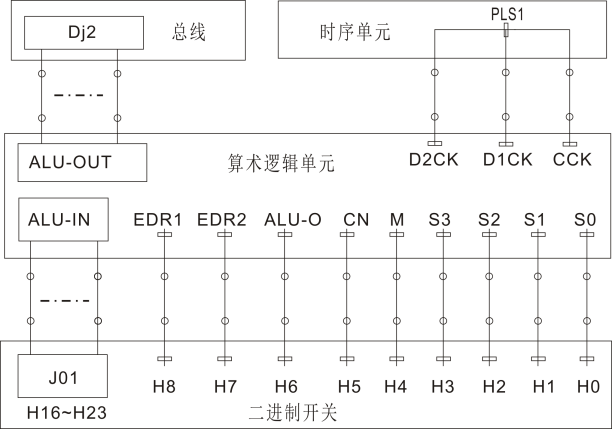 Dj2 总线 时序单元 PLS1
ALU-OUT 算术逻辑单元 D2CK D1CK CCK
ALU-IN EDR1 EDR2 ALU-O CN M S3 S2 S1 S0
J01 H8 H7 H6 H5 H4 H3 H2 H1 H0
H16~H23 二进制开关